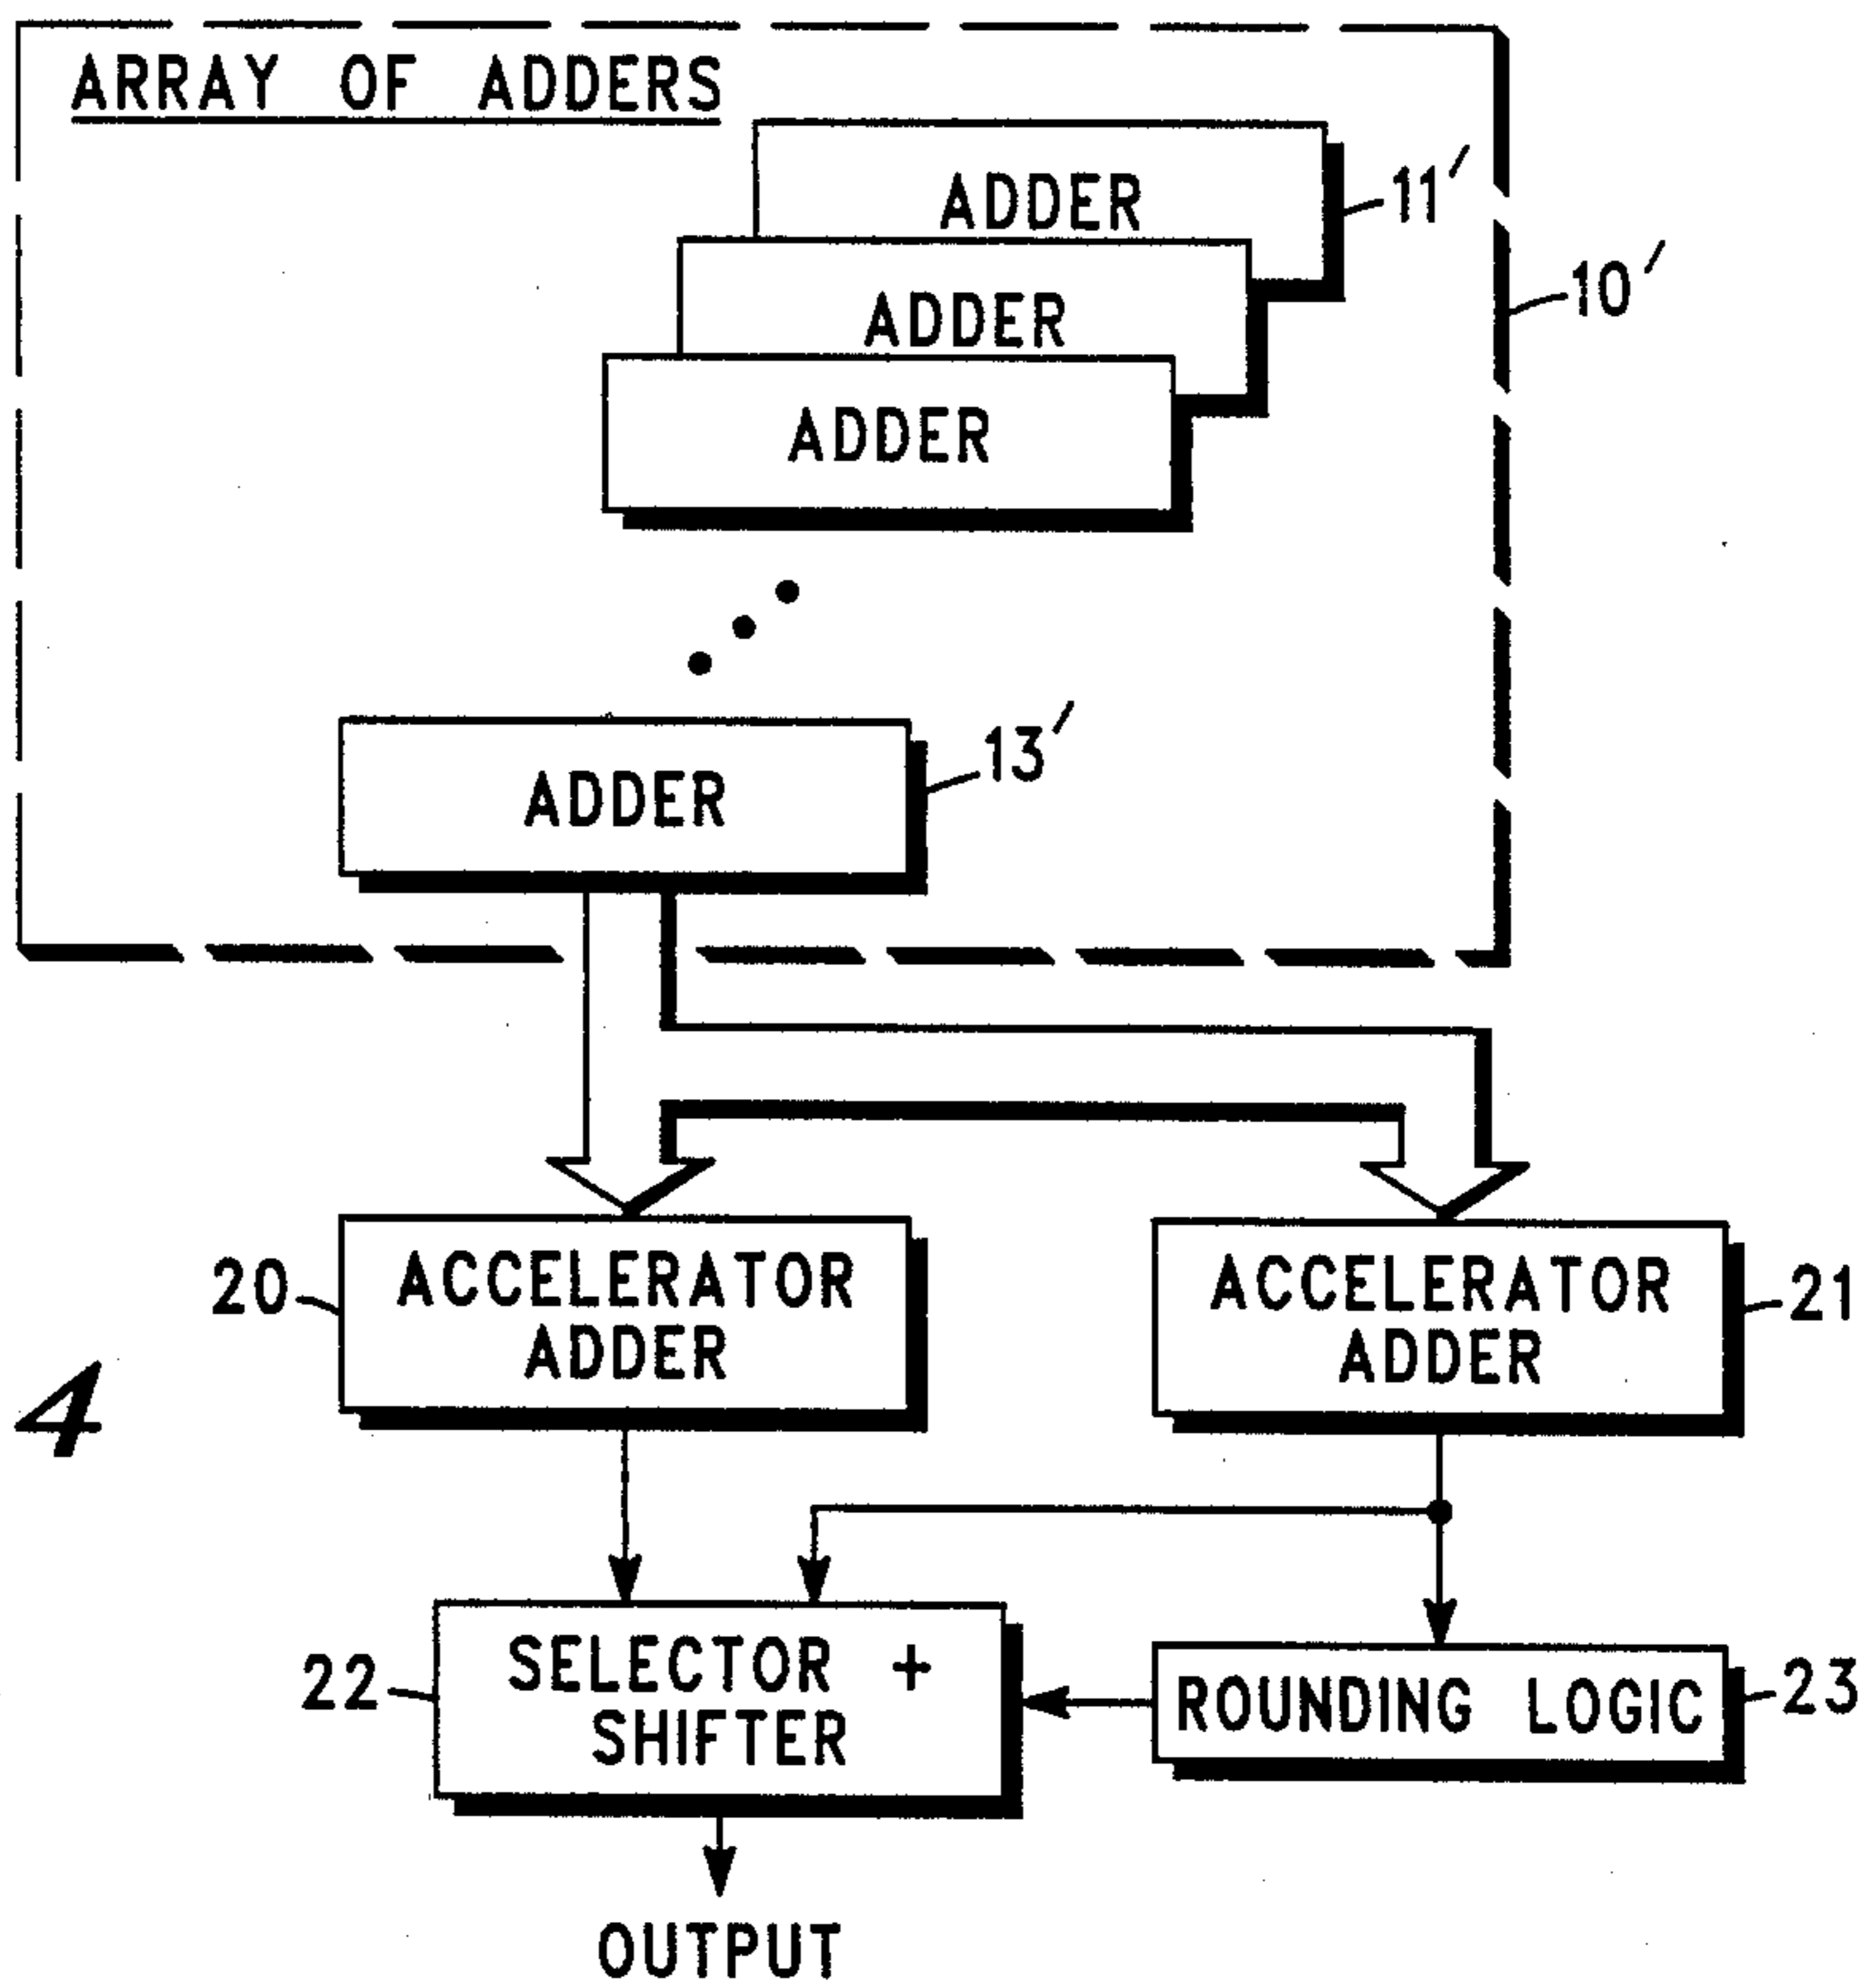 ARRAY OF ADDERS
ADDER
11'
ADDER
10'
ADDER
ADDER
13'
20
ACCELERATOR
ADDER
ACCELERATOR
ADDER
21
4
22
SELECTOR +
SHIFTER
ROUNDING LOGIC
23
OUTPUT